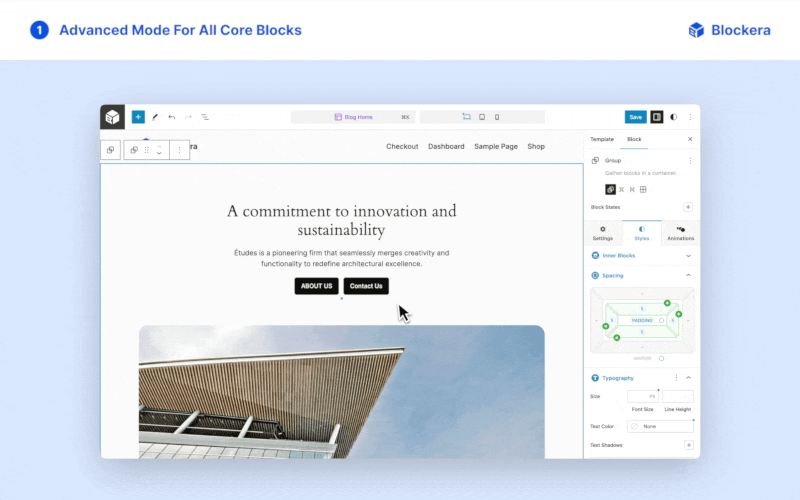 1 Advanced Mode For All Core Blocks
Blockera
Blog Home
⌘K
Save
Template
Block
Checkout
Dashboard
Sample Page
Shop
Group
Gather blocks in a container.
Block States
Settings
Styles
Animations
A commitment to innovation and
sustainability
Études is a pioneering firm that seamlessly merges creativity and
functionality to redefine architectural excellence.
ABOUT US
Contact Us
Inner Blocks
Spacing
PADDING
Typography
Size
PX
Font Size
Line Height
Text Color
None
Text Shadows